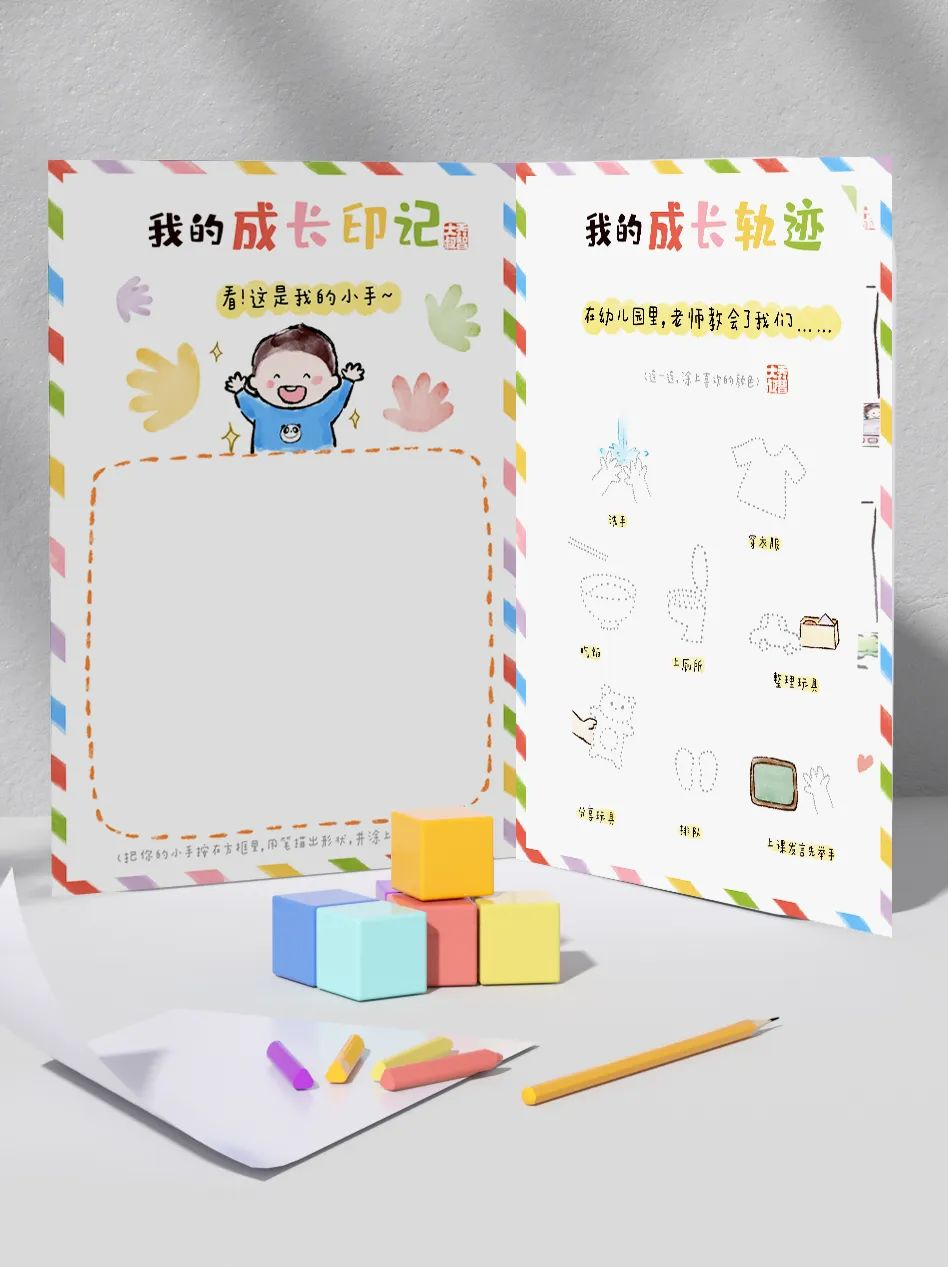 我的成长印记
看!这是我的小手~
(把你的小手按在方框里,用笔描出形状,并涂上
我的成长轨迹
在幼儿园里,老师教会了我们……
(连一连,涂上喜欢的颜色)
洗手
穿衣服
吃饭
上厕所
整理玩具
分享玩具
排队
上课发言先举手